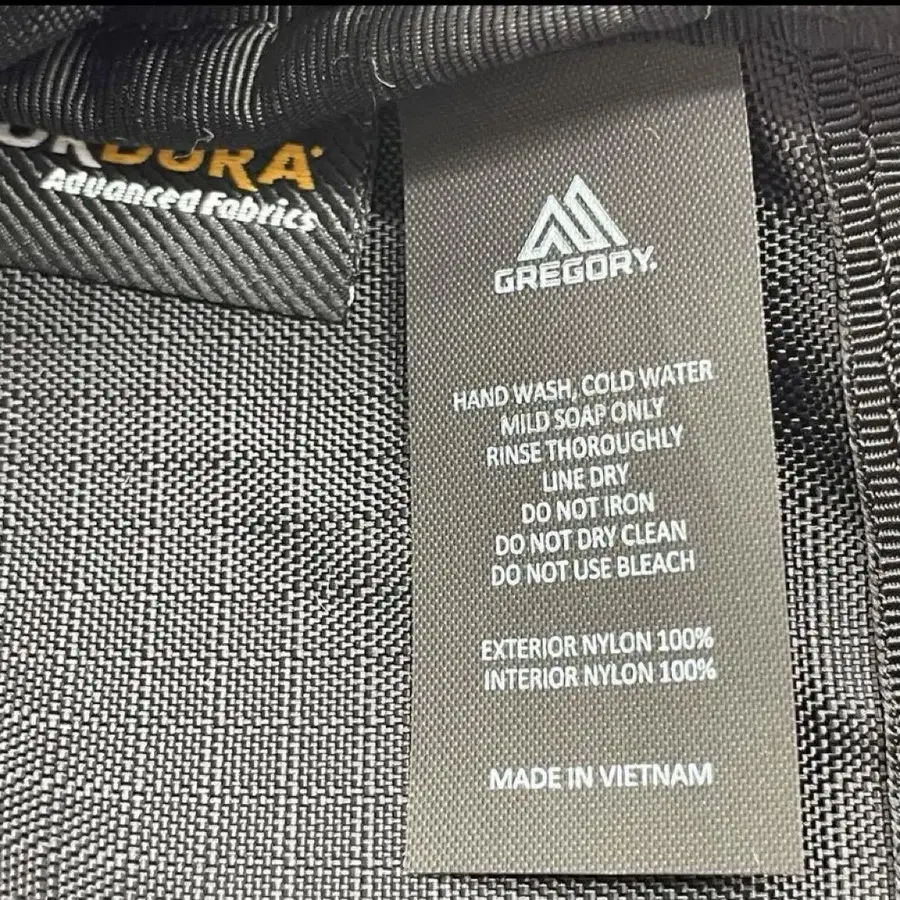 ORDURA
Advanced Fabrics
GREGORY.
HAND WASH, COLD WATER
MILD SOAP ONLY
RINSE THOROUGHLY
LINE DRY
DO NOT IRON
DO NOT DRY CLEAN
DO NOT USE BLEACH
EXTERIOR NYLON 100%
INTERIOR NYLON 100%
MADE IN VIETNAM